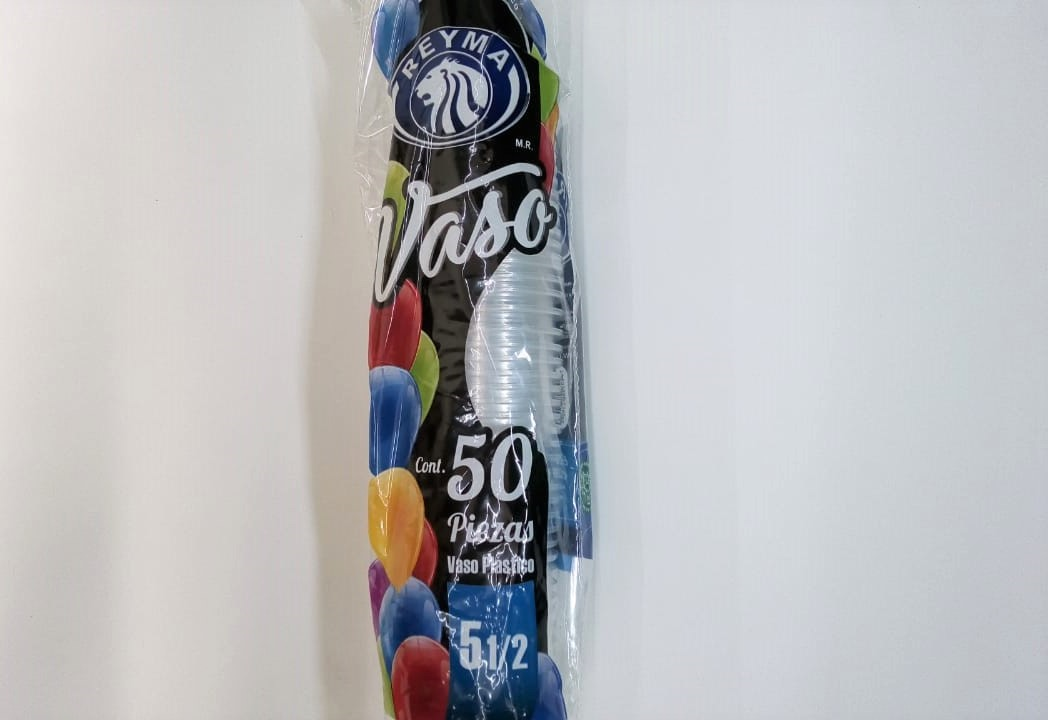 REYMA
M.R.
Vaso
Cont. 50
Piezas
Vaso Plástico
5 1/2